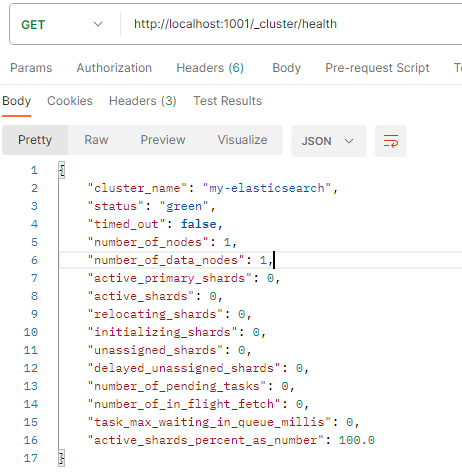 GET http://localhost:1001/_cluster/health
Params Authorization Headers (6) Body Pre-request Script
Body Cookies Headers (3) Test Results
Pretty Raw Preview Visualize JSON
1 {
2 "cluster_name": "my-elasticsearch",
3 "status": "green",
4 "timed_out": false,
5 "number_of_nodes": 1,
6 "number_of_data_nodes": 1,
7 "active_primary_shards": 0,
8 "active_shards": 0,
9 "relocating_shards": 0,
10 "initializing_shards": 0,
11 "unassigned_shards": 0,
12 "delayed_unassigned_shards": 0,
13 "number_of_pending_tasks": 0,
14 "number_of_in_flight_fetch": 0,
15 "task_max_waiting_in_queue_millis": 0,
16 "active_shards_percent_as_number": 100.0
17 }